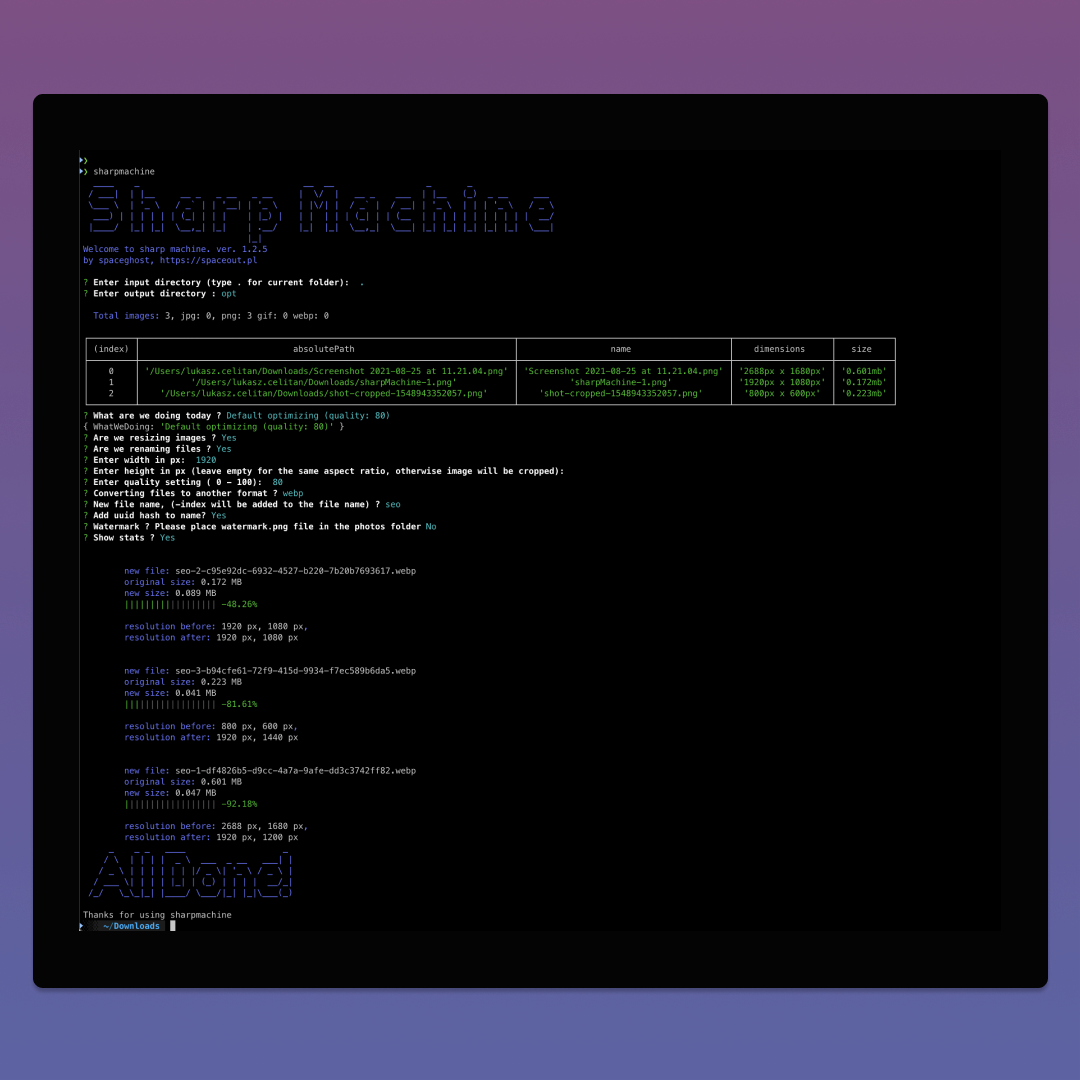 ❯
❯ sharpmachine
Sharp Machine
Welcome to sharp machine. ver. 1.2.5
by spaceghost, https://spaceout.pl
? Enter input directory (type . for current folder): .
? Enter output directory : opt
Total images: 3, jpg: 0, png: 3 gif: 0 webp: 0
(index) absolutePath name dimensions size
0 '/Users/lukasz.celitan/Downloads/Screenshot 2021-08-25 at 11.21.04.png' 'Screenshot 2021-08-25 at 11.21.04.png' '2688px x 1680px' '0.601mb'
1 '/Users/lukasz.celitan/Downloads/sharpMachine-1.png' 'sharpMachine-1.png' '1920px x 1080px' '0.172mb'
2 '/Users/lukasz.celitan/Downloads/shot-cropped-1548943352057.png' 'shot-cropped-1548943352057.png' '800px x 600px' '0.223mb'
? What are we doing today ? Default optimizing (quality: 80)
{ WhatWeDoing: 'Default optimizing (quality: 80)' }
? Are we resizing images ? Yes
? Are we renaming files ? Yes
? Enter width in px: 1920
? Enter height in px (leave empty for the same aspect ratio, otherwise image will be cropped):
? Enter quality setting ( 0 - 100): 80
? Converting files to another format ? webp
? New file name, (-index will be added to the file name) ? seo
? Add uuid hash to name? Yes
? Watermark ? Please place watermark.png file in the photos folder No
? Show stats ? Yes
new file: seo-2-c95e92dc-6932-4527-b220-7b20b7693617.webp
original size: 0.172 MB
new size: 0.089 MB
|||||||||||||||||| -48.26%
resolution before: 1920 px, 1080 px,
resolution after: 1920 px, 1080 px
new file: seo-3-b94cfe61-72f9-415d-9934-f7ec589b6da5.webp
original size: 0.223 MB
new size: 0.041 MB
|||||||||||||||||| -81.61%
resolution before: 800 px, 600 px,
resolution after: 1920 px, 1440 px
new file: seo-1-df4826b5-d9cc-4a7a-9afe-dd3c3742ff82.webp
original size: 0.601 MB
new size: 0.047 MB
|||||||||||||||||| -92.18%
resolution before: 2688 px, 1680 px,
resolution after: 1920 px, 1200 px
All Done!
Thanks for using sharpmachine
~/Downloads